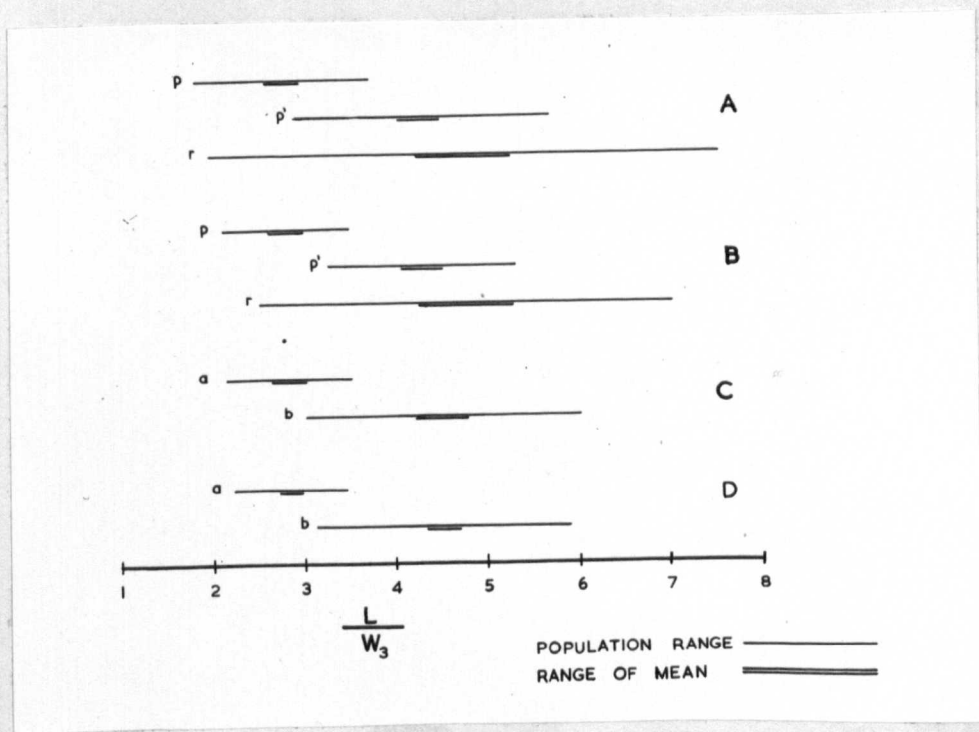 p
A
p'
r
p
B
p'
r
a
C
b
a
D
b
1 2 3 4 5 6 7 8
L
W3
POPULATION RANGE
RANGE OF MEAN